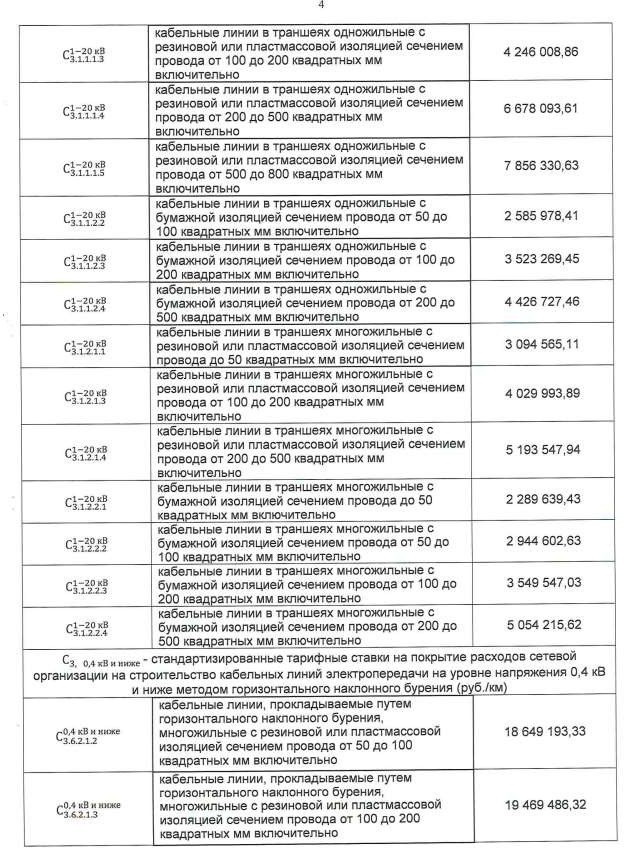 4
С 1–20 кВ 3.1.1.1.3
кабельные линии в траншеях одножильные с
резиновой или пластмассовой изоляцией сечением
провода от 100 до 200 квадратных мм
включительно
4 246 008,86
С 1–20 кВ 3.1.1.1.4
кабельные линии в траншеях одножильные с
резиновой или пластмассовой изоляцией сечением
провода от 200 до 500 квадратных мм
включительно
6 678 093,61
С 1–20 кВ 3.1.1.1.5
кабельные линии в траншеях одножильные с
резиновой или пластмассовой изоляцией сечением
провода от 500 до 800 квадратных мм
включительно
7 856 330,63
С 1–20 кВ 3.1.1.2.2
кабельные линии в траншеях одножильные с
бумажной изоляцией сечением провода от 50 до
100 квадратных мм включительно
2 585 978,41
С 1–20 кВ 3.1.1.2.3
кабельные линии в траншеях одножильные с
бумажной изоляцией сечением провода от 100 до
200 квадратных мм включительно
3 523 269,45
С 1–20 кВ 3.1.1.2.4
кабельные линии в траншеях одножильные с
бумажной изоляцией сечением провода от 200 до
500 квадратных мм включительно
4 426 727,46
С 1–20 кВ 3.1.2.1.1
кабельные линии в траншеях многожильные с
резиновой или пластмассовой изоляцией сечением
провода до 50 квадратных мм включительно
3 094 565,11
С 1–20 кВ 3.1.2.1.3
кабельные линии в траншеях многожильные с
резиновой или пластмассовой изоляцией сечением
провода от 100 до 200 квадратных мм
включительно
4 029 993,89
С 1–20 кВ 3.1.2.1.4
кабельные линии в траншеях многожильные с
резиновой или пластмассовой изоляцией сечением
провода от 200 до 500 квадратных мм
включительно
5 193 547,94
С 1–20 кВ 3.1.2.2.1
кабельные линии в траншеях многожильные с
бумажной изоляцией сечением провода до 50
квадратных мм включительно
2 289 639,43
С 1–20 кВ 3.1.2.2.2
кабельные линии в траншеях многожильные с
бумажной изоляцией сечением провода от 50 до
100 квадратных мм включительно
2 944 602,63
С 1–20 кВ 3.1.2.2.3
кабельные линии в траншеях многожильные с
бумажной изоляцией сечением провода от 100 до
200 квадратных мм включительно
3 549 547,03
С 1–20 кВ 3.1.2.2.4
кабельные линии в траншеях многожильные с
бумажной изоляцией сечением провода от 200 до
500 квадратных мм включительно
5 054 215,62
С3, 0,4 кВ и ниже - стандартизированные тарифные ставки на покрытие расходов сетевой
организации на строительство кабельных линий электропередачи на уровне напряжения 0,4 кВ
и ниже методом горизонтального наклонного бурения (руб./км)
С 0,4 кВ и ниже 3.6.2.1.2
кабельные линии, прокладываемые путем
горизонтального наклонного бурения,
многожильные с резиновой или пластмассовой
изоляцией сечением провода от 50 до 100
квадратных мм включительно
18 649 193,33
С 0,4 кВ и ниже 3.6.2.1.3
кабельные линии, прокладываемые путем
горизонтального наклонного бурения,
многожильные с резиновой или пластмассовой
изоляцией сечением провода от 100 до 200
квадратных мм включительно
19 469 486,32